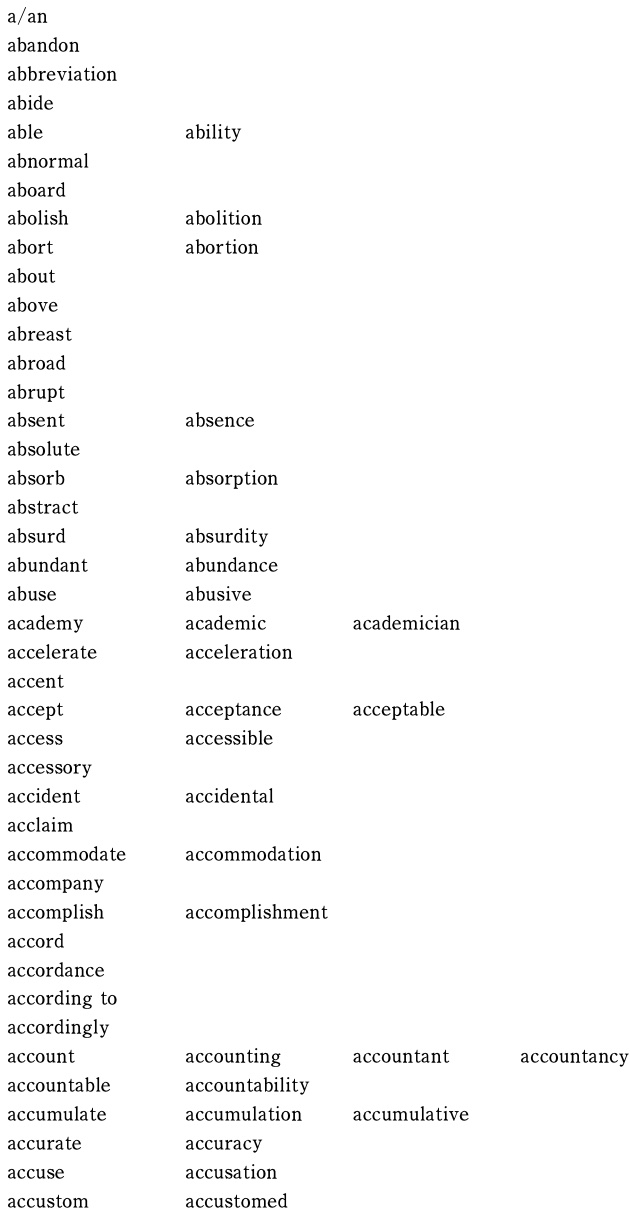 a/an
abandon
abbreviation
abide
able ability
abnormal
aboard
abolish abolition
abort abortion
about
above
abreast
abroad
abrupt
absent absence
absolute
absorb absorption
abstract
absurd absurdity
abundant abundance
abuse abusive
academy academic academician
accelerate acceleration
accent
accept acceptance acceptable
access accessible
accessory
accident accidental
acclaim
accommodate accommodation
accompany
accomplish accomplishment
accord
accordance
according to
accordingly
account accounting accountant accountancy
accountable accountability
accumulate accumulation accumulative
accurate accuracy
accuse accusation
accustom accustomed